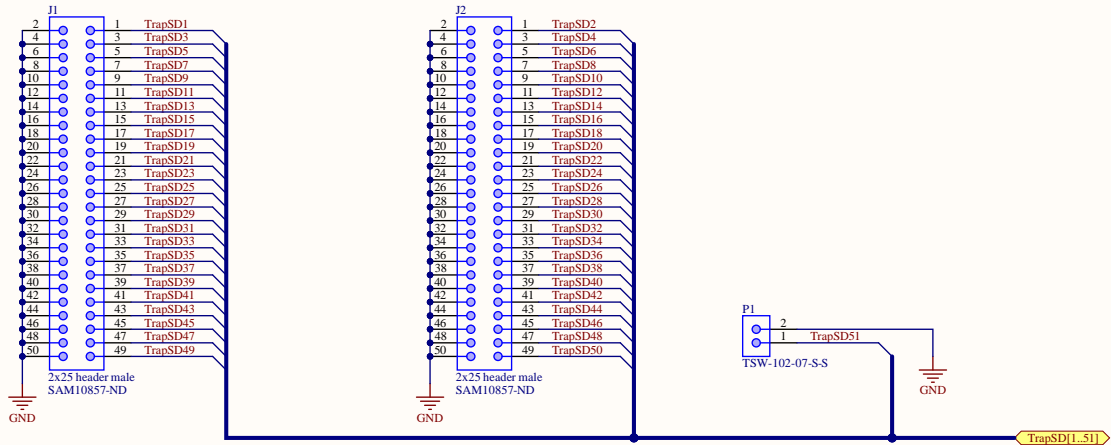 J1 J2
2 1 TrapSD1 2 1 TrapSD2
4 3 TrapSD3 4 3 TrapSD4
6 5 TrapSD5 6 5 TrapSD6
8 7 TrapSD7 8 7 TrapSD8
10 9 TrapSD9 10 9 TrapSD10
12 11 TrapSD11 12 11 TrapSD12
14 13 TrapSD13 14 13 TrapSD14
16 15 TrapSD15 16 15 TrapSD16
18 17 TrapSD17 18 17 TrapSD18
20 19 TrapSD19 20 19 TrapSD20
22 21 TrapSD21 22 21 TrapSD22
24 23 TrapSD23 24 23 TrapSD24
26 25 TrapSD25 26 25 TrapSD26
28 27 TrapSD27 28 27 TrapSD28
30 29 TrapSD29 30 29 TrapSD30
32 31 TrapSD31 32 31 TrapSD32
34 33 TrapSD33 34 33 TrapSD34
36 35 TrapSD35 36 35 TrapSD36
38 37 TrapSD37 38 37 TrapSD38
40 39 TrapSD39 40 39 TrapSD40
42 41 TrapSD41 42 41 TrapSD42
44 43 TrapSD43 44 43 TrapSD44
46 45 TrapSD45 46 45 TrapSD46
48 47 TrapSD47 48 47 TrapSD48
50 49 TrapSD49 50 49 TrapSD50
2x25 header male 2x25 header male
SAM10857-ND SAM10857-ND
GND GND
P1
2
1 TrapSD51
TSW-102-07-S-S
GND
TrapSD[1..51]